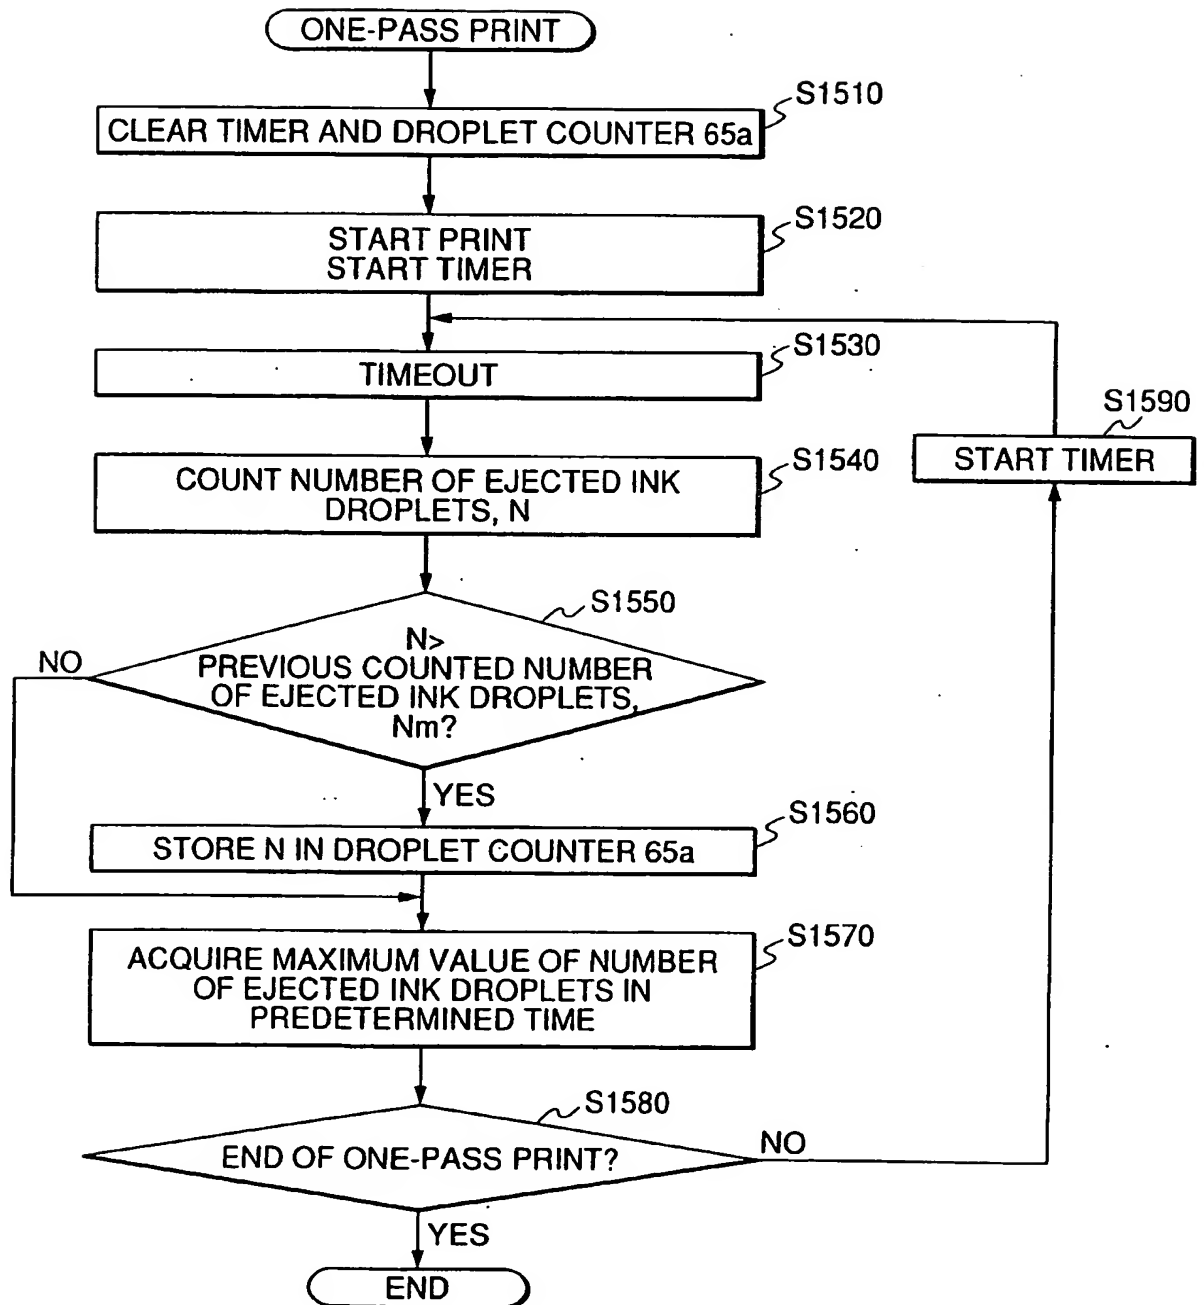 ONE-PASS PRINT
S1510
CLEAR TIMER AND DROPLET COUNTER 65a
S1520
START PRINT
START TIMER
S1530
TIMEOUT
S1590
START TIMER
S1540
COUNT NUMBER OF EJECTED INK
DROPLETS, N
S1550
N>
PREVIOUS COUNTED NUMBER
OF EJECTED INK DROPLETS,
Nm?
NO
YES
S1560
STORE N IN DROPLET COUNTER 65a
S1570
ACQUIRE MAXIMUM VALUE OF NUMBER
OF EJECTED INK DROPLETS IN
PREDETERMINED TIME
S1580
END OF ONE-PASS PRINT?
NO
YES
END